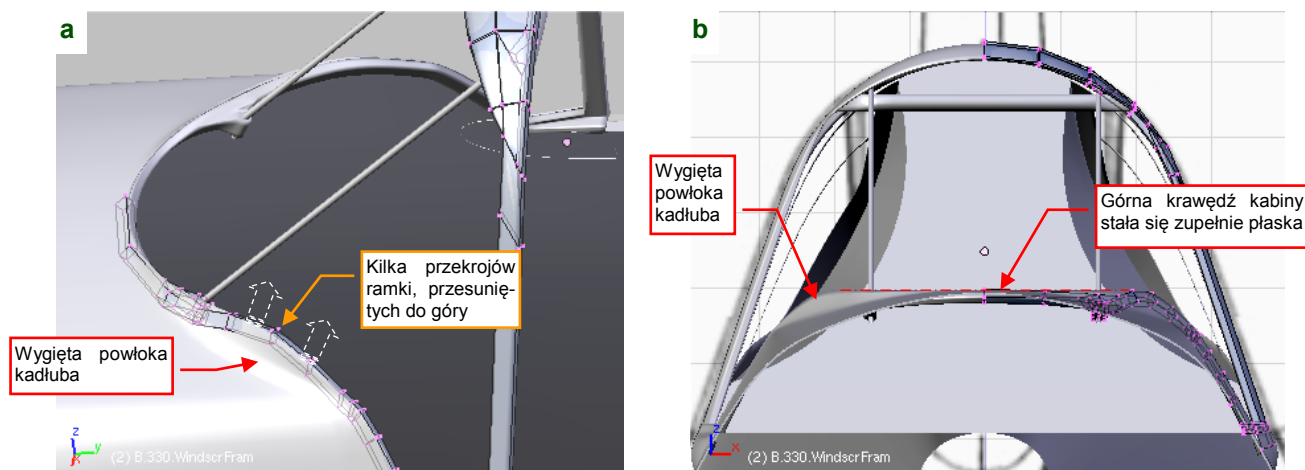 a
Kilka przekrojów
ramki, przesunię-
tych do góry
Wygięta powłoka
kadłuba
z
y
x
(2) B.330.WindscrFram
b
Wygięta
powłoka
kadłuba
Górna krawędź kabiny
stała się zupełnie płaska
z
x
(2) B.330.WindscrFram